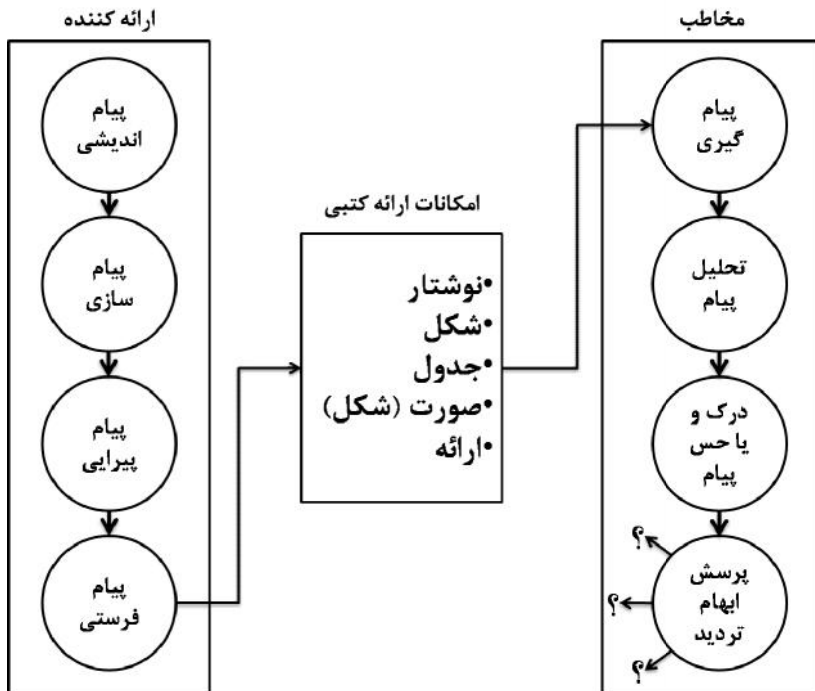 ارائه کننده
پیام
اندیشی
پیام
سازی
پیام
پیرایی
پیام
فرستی
امکانات ارائه کتبی
•نوشتار
•شکل
•جدول
•صورت (شکل)
•ارائه
مخاطب
پیام
گیری
تحلیل
پیام
درک و
یا حس
پیام
پرسش
ابهام
تردید
؟
؟
؟